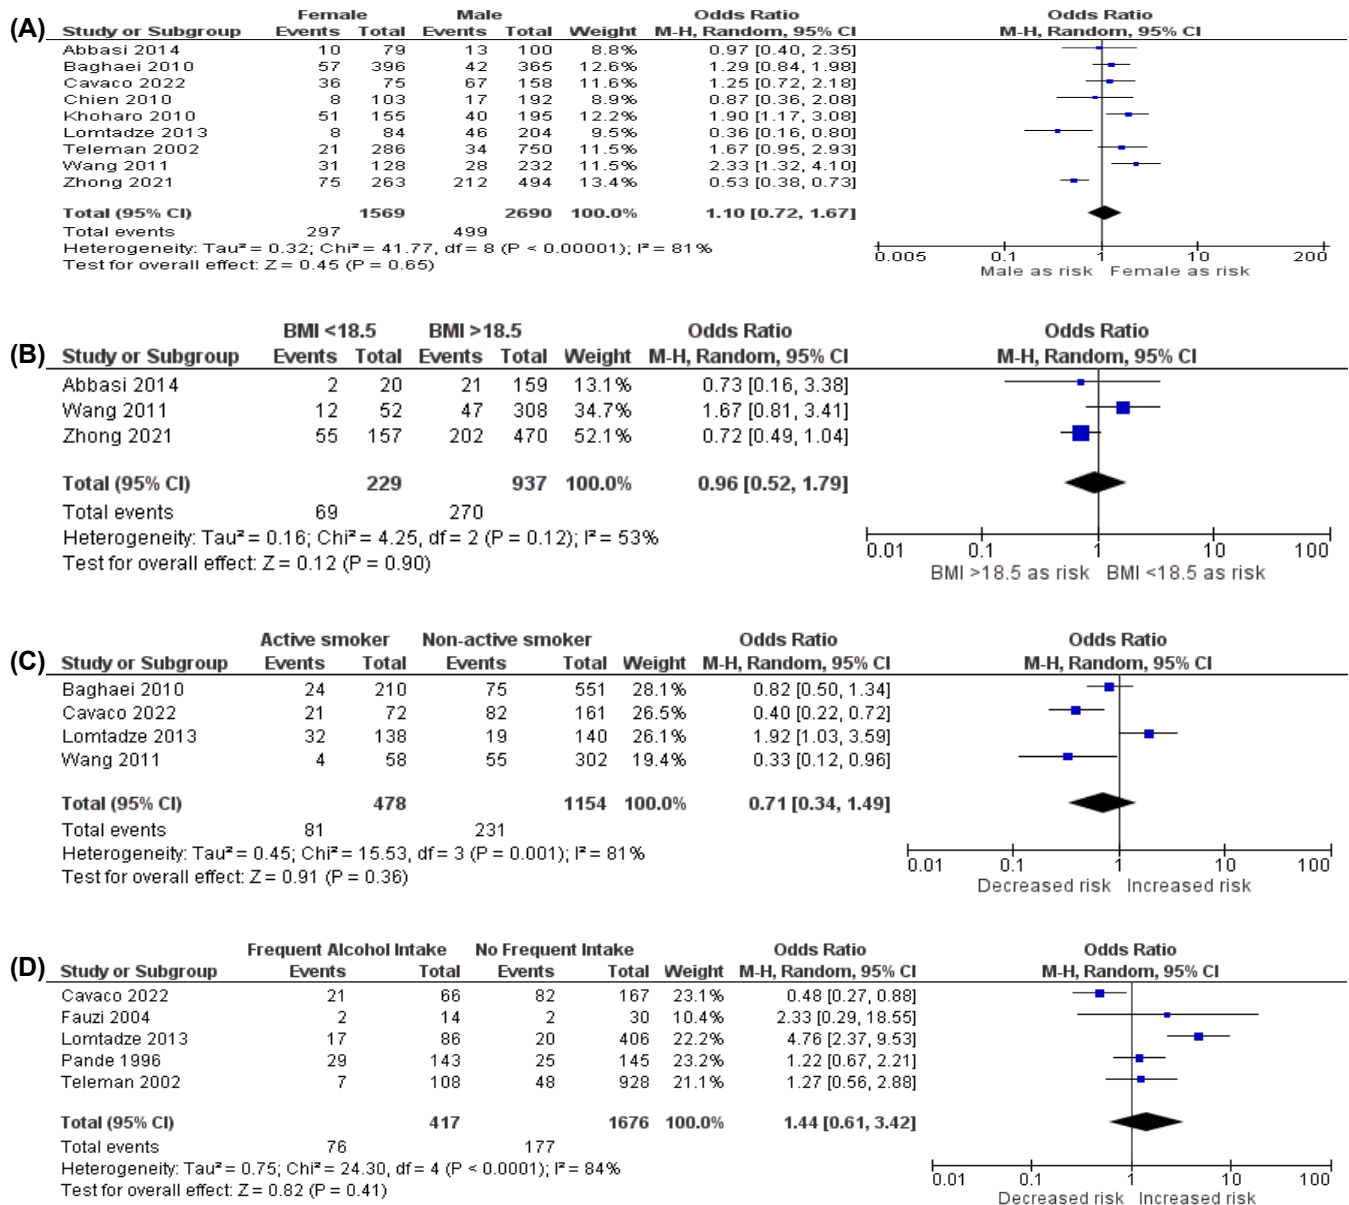 (A) Female Male Odds Ratio Odds Ratio
Study or Subgroup Events Total Events Total Weight M-H, Random, 95% CI M-H, Random, 95% CI
Abbasi 2014 10 79 13 100 8.8% 0.97 [0.40, 2.35]
Baghaei 2010 57 396 42 365 12.6% 1.29 [0.84, 1.98]
Cavaco 2022 36 75 67 158 11.6% 1.25 [0.72, 2.18]
Chien 2010 8 103 17 192 8.9% 0.87 [0.36, 2.08]
Khoharo 2010 51 155 40 195 12.2% 1.90 [1.17, 3.08]
Lomtadze 2013 8 84 46 204 9.5% 0.36 [0.16, 0.80]
Teleman 2002 21 286 34 750 11.5% 1.67 [0.95, 2.93]
Wang 2011 31 128 28 232 11.5% 2.33 [1.32, 4.10]
Zhong 2021 75 263 212 494 13.4% 0.53 [0.38, 0.73]
Total (95% CI) 1569 2690 100.0% 1.10 [0.72, 1.67]
Total events 297 499
Heterogeneity: Tau² = 0.32; Chi² = 41.77, df = 8 (P < 0.00001); I² = 81%
Test for overall effect: Z = 0.45 (P = 0.65)
0.005 0.1 1 10 200
Male as risk Female as risk
(B) BMI <18.5 BMI >18.5 Odds Ratio Odds Ratio
Study or Subgroup Events Total Events Total Weight M-H, Random, 95% CI M-H, Random, 95% CI
Abbasi 2014 2 20 21 159 13.1% 0.73 [0.16, 3.38]
Wang 2011 12 52 47 308 34.7% 1.67 [0.81, 3.41]
Zhong 2021 55 157 202 470 52.1% 0.72 [0.49, 1.04]
Total (95% CI) 229 937 100.0% 0.96 [0.52, 1.79]
Total events 69 270
Heterogeneity: Tau² = 0.16; Chi² = 4.25, df = 2 (P = 0.12); I² = 53%
Test for overall effect: Z = 0.12 (P = 0.90)
0.01 0.1 1 10 100
BMI >18.5 as risk BMI <18.5 as risk
(C) Active smoker Non-active smoker Odds Ratio Odds Ratio
Study or Subgroup Events Total Events Total Weight M-H, Random, 95% CI M-H, Random, 95% CI
Baghaei 2010 24 210 75 551 28.1% 0.82 [0.50, 1.34]
Cavaco 2022 21 72 82 161 26.5% 0.40 [0.22, 0.72]
Lomtadze 2013 32 138 19 140 26.1% 1.92 [1.03, 3.59]
Wang 2011 4 58 55 302 19.4% 0.33 [0.12, 0.96]
Total (95% CI) 478 1154 100.0% 0.71 [0.34, 1.49]
Total events 81 231
Heterogeneity: Tau² = 0.45; Chi² = 15.53, df = 3 (P = 0.001); I² = 81%
Test for overall effect: Z = 0.91 (P = 0.36)
0.01 0.1 1 10 100
Decreased risk Increased risk
(D) Frequent Alcohol Intake No Frequent Intake Odds Ratio Odds Ratio
Study or Subgroup Events Total Events Total Weight M-H, Random, 95% CI M-H, Random, 95% CI
Cavaco 2022 21 66 82 167 23.1% 0.48 [0.27, 0.88]
Fauzi 2004 2 14 2 30 10.4% 2.33 [0.29, 18.55]
Lomtadze 2013 17 86 20 406 22.2% 4.76 [2.37, 9.53]
Pande 1996 29 143 25 145 23.2% 1.22 [0.67, 2.21]
Teleman 2002 7 108 48 928 21.1% 1.27 [0.56, 2.88]
Total (95% CI) 417 1676 100.0% 1.44 [0.61, 3.42]
Total events 76 177
Heterogeneity: Tau² = 0.75; Chi² = 24.30, df = 4 (P < 0.0001); I² = 84%
Test for overall effect: Z = 0.82 (P = 0.41)
0.01 0.1 1 10 100
Decreased risk Increased risk